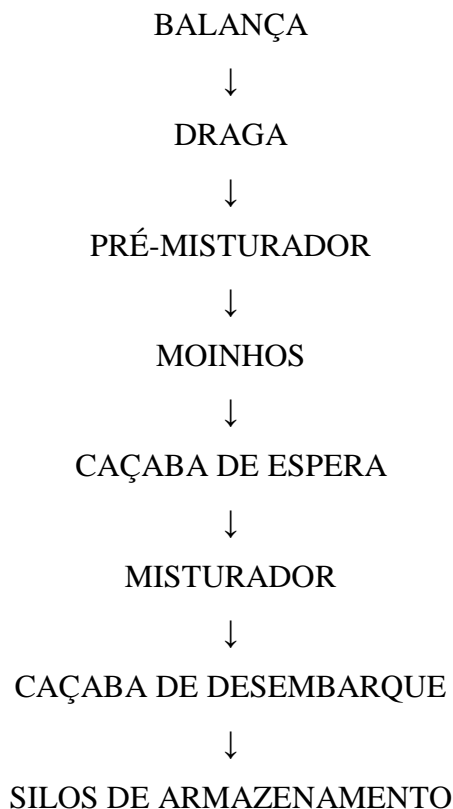 BALANÇA
↓
DRAGA
↓
PRÉ-MISTURADOR
↓
MOINHOS
↓
CAÇABA DE ESPERA
↓
MISTURADOR
↓
CAÇABA DE DESEMBARQUE
↓
SILOS DE ARMAZENAMENTO